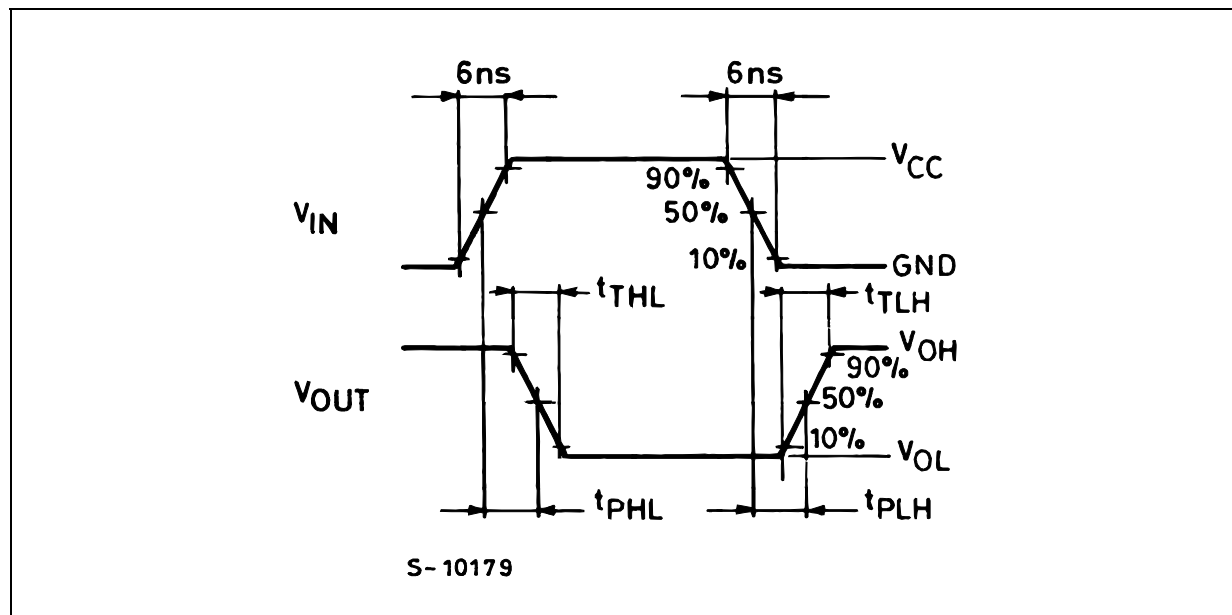 6ns 6ns
VCC
90%
VIN 50%
10%
GND
tTHL tTLH
VOH
90%
VOUT 50%
10%
VOL
tPHL tPLH
S-10179